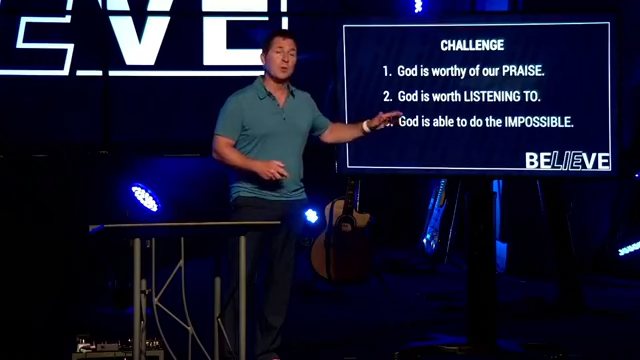 EVE
CHALLENGE
1. God is worthy of our PRAISE.
2. God is worth LISTENING TO.
God is able to do the IMPOSSIBLE.
BELIEVE